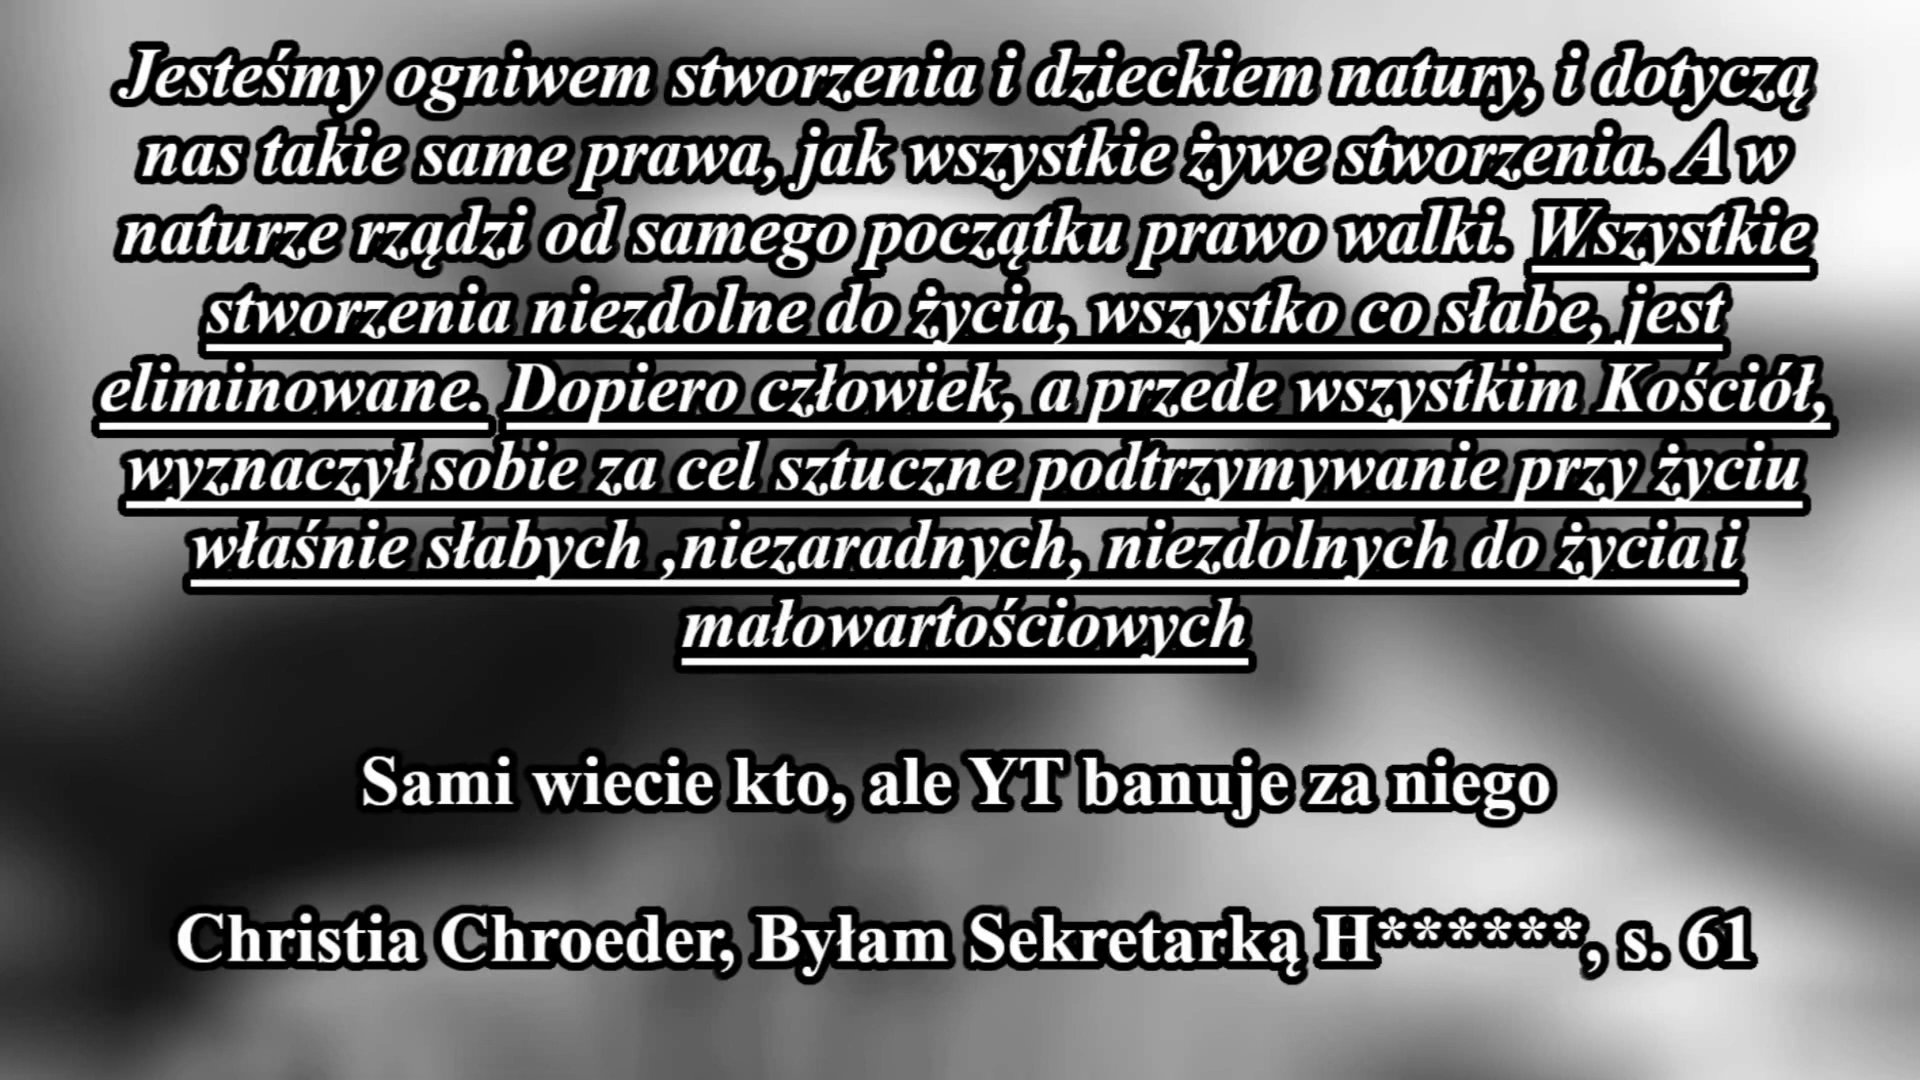 Jesteśmy ogniwem stworzenia i dzieckiem natury, i dotyczą
nas takie same prawa, jak wszystkie żywe stworzenia. A w
naturze rządzi od samego początku prawo walki. Wszystkie
stworzenia niezdolne do życia, wszystko co słabe, jest
eliminowane. Dopiero człowiek, a przede wszystkim Kościół,
wyznaczył sobie za cel sztuczne podtrzymywanie przy życiu
właśnie słabych ,niezaradnych, niezdolnych do życia i
małowartościowych
Sami wiecie kto, ale YT banuje za niego
Christia Chroeder, Byłam Sekretarką H******, s. 61